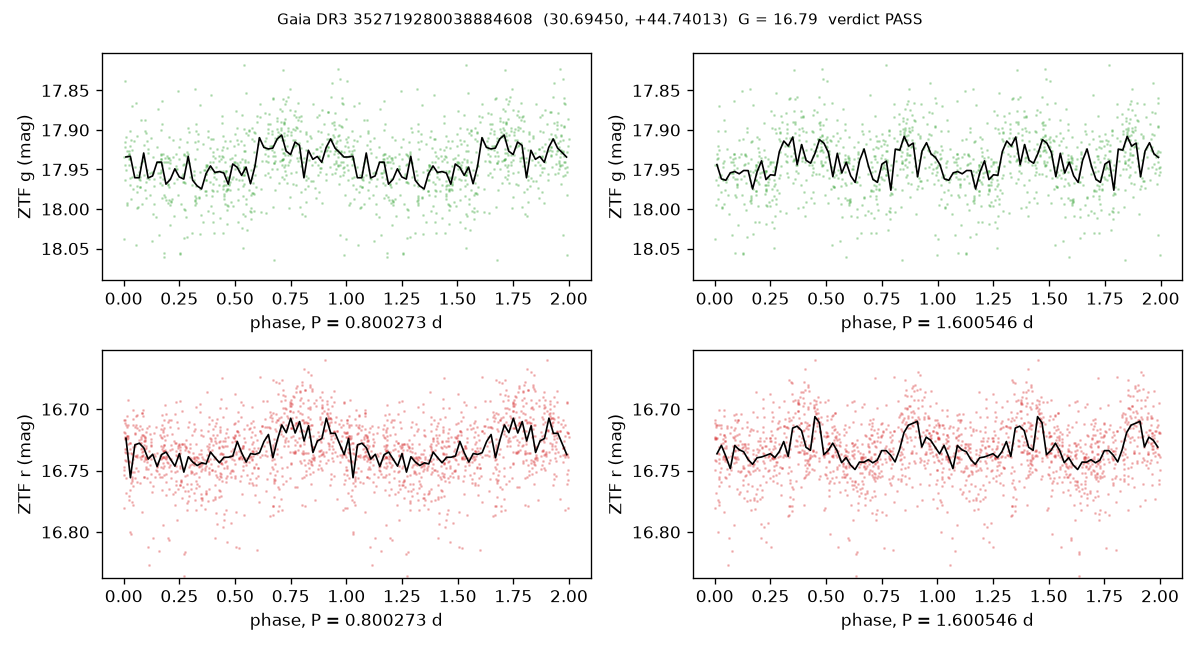 Gaia DR3 352719280038884608 (30.69450, +44.74013) G = 16.79 verdict PASS
ZTF g (mag)
17.85
17.90
17.95
18.00
18.05
0.00 0.25 0.50 0.75 1.00 1.25 1.50 1.75 2.00
phase, P = 0.800273 d
ZTF g (mag)
17.85
17.90
17.95
18.00
18.05
0.00 0.25 0.50 0.75 1.00 1.25 1.50 1.75 2.00
phase, P = 1.600546 d
ZTF r (mag)
16.70
16.75
16.80
0.00 0.25 0.50 0.75 1.00 1.25 1.50 1.75 2.00
phase, P = 0.800273 d
ZTF r (mag)
16.70
16.75
16.80
0.00 0.25 0.50 0.75 1.00 1.25 1.50 1.75 2.00
phase, P = 1.600546 d